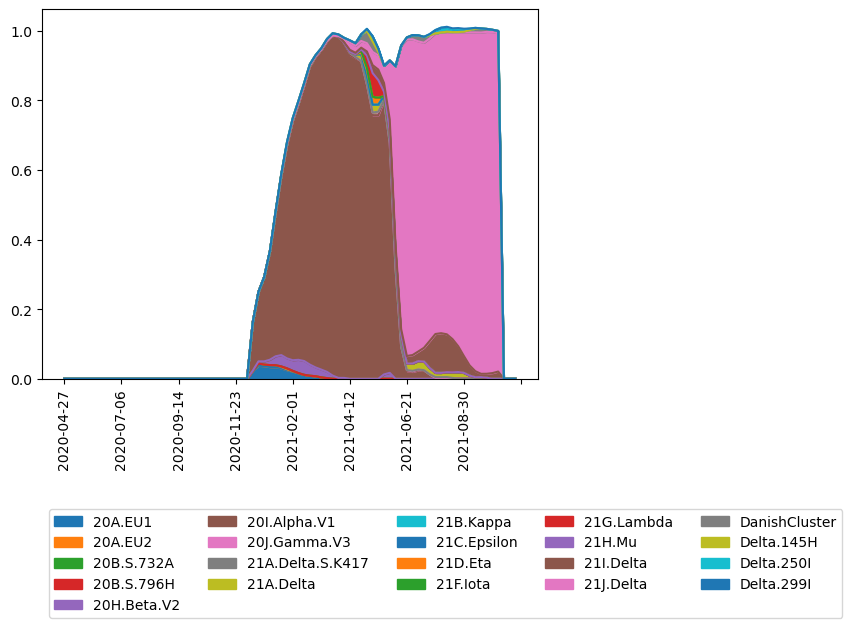 1.0
0.8
0.6
0.4
0.2
0.0
2020-04-27
2020-07-06
2020-09-14
2020-11-23
2021-02-01
2021-04-12
2021-06-21
2021-08-30
20A.EU1
20A.EU2
20B.S.732A
20B.S.796H
20H.Beta.V2
20I.Alpha.V1
20J.Gamma.V3
21A.Delta.S.K417
21A.Delta
21B.Kappa
21C.Epsilon
21D.Eta
21F.Iota
21G.Lambda
21H.Mu
21I.Delta
21J.Delta
DanishCluster
Delta.145H
Delta.250I
Delta.299I